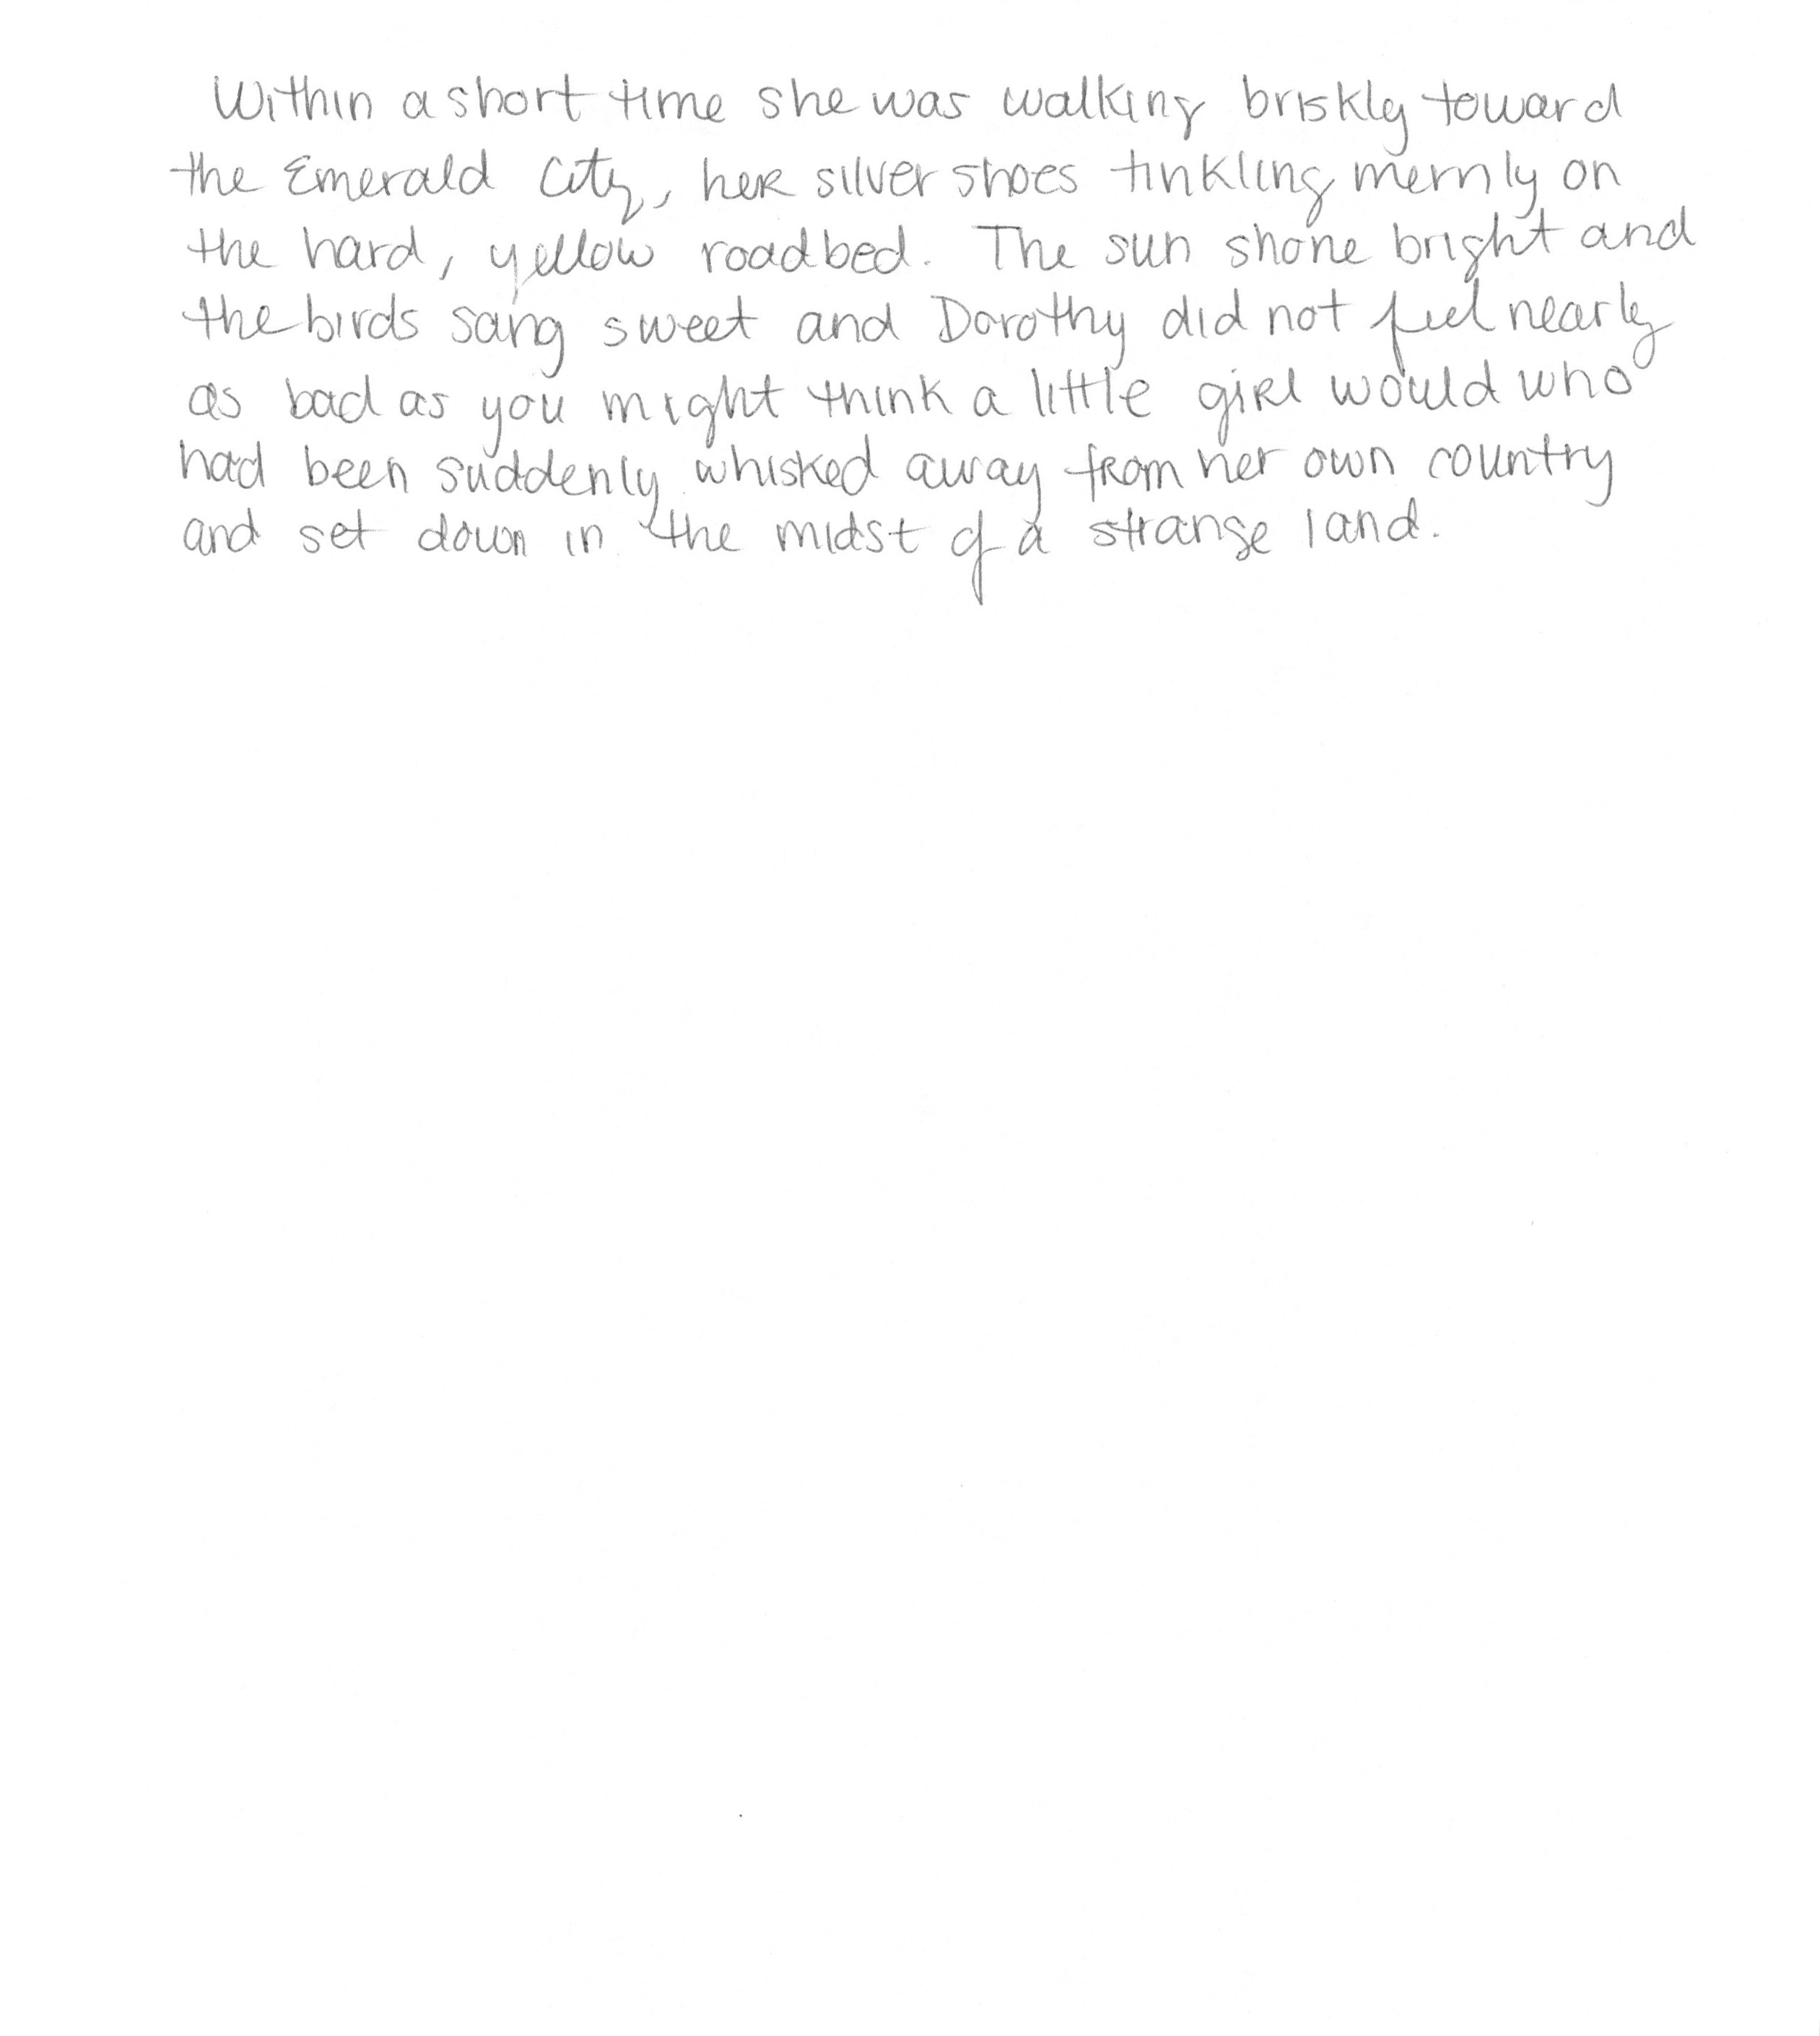 Within a short time she was walking briskly toward
the Emerald City, her silver shoes tinkling merrily on
the hard, yellow roadbed. The sun shone bright and
the birds sang sweet and Dorothy did not feel nearly
as bad as you might think a little girl would who
had been suddenly whisked away from her own country
and set down in the midst of a strange land.